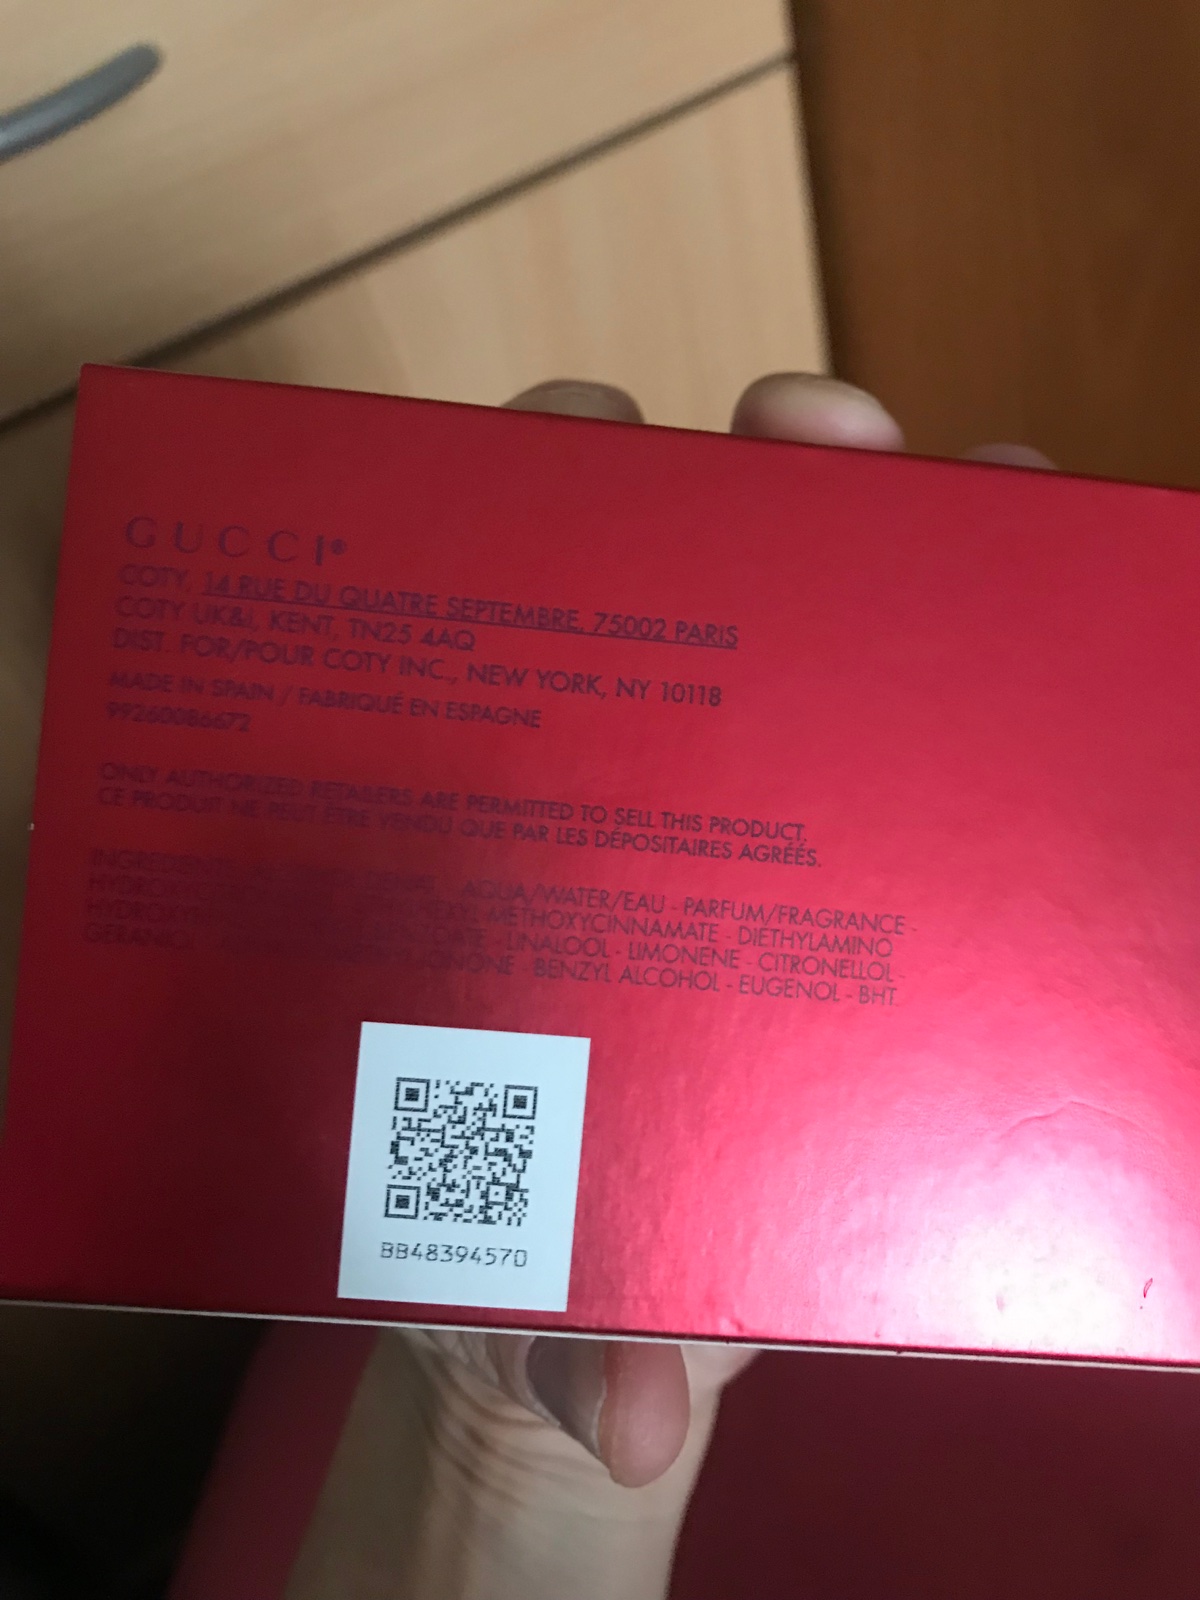 GUCCI®
COTY, 14 RUE DU QUATRE SEPTEMBRE, 75002 PARIS
COTY UK&I, KENT, TN25 4AQ
DIST. FOR/POUR COTY INC., NEW YORK, NY 10118
MADE IN SPAIN / FABRIQUÉ EN ESPAGNE
99260086672
ONLY AUTHORIZED RETAILERS ARE PERMITTED TO SELL THIS PRODUCT.
CE PRODUIT NE PEUT ÊTRE VENDU QUE PAR LES DÉPOSITAIRES AGRÉÉS.
AQUA/WATER/EAU - PARFUM/FRAGRANCE -
METHOXYCINNAMATE - DIETHYLAMINO
- LINALOOL - LIMONENE - CITRONELLOL -
IONONE - BENZYL ALCOHOL - EUGENOL - BHT.
BB48394570